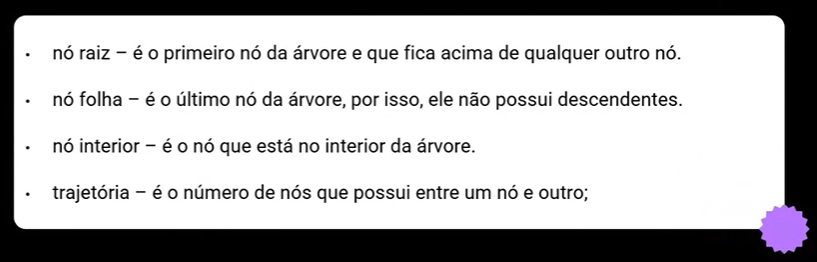 • nó raiz – é o primeiro nó da árvore e que fica acima de qualquer outro nó.
• nó folha – é o último nó da árvore, por isso, ele não possui descendentes.
• nó interior – é o nó que está no interior da árvore.
• trajetória – é o número de nós que possui entre um nó e outro;